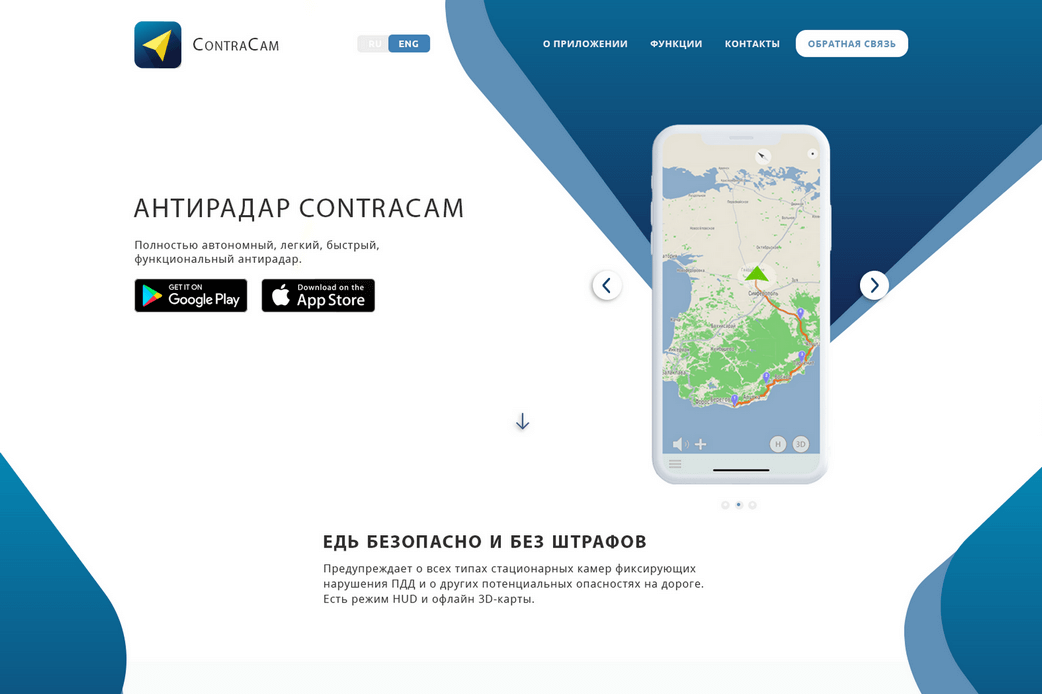 ContraCam
RU ENG
О ПРИЛОЖЕНИИ ФУНКЦИИ КОНТАКТЫ ОБРАТНАЯ СВЯЗЬ
АНТИРАДАР CONTRACAM
Полностью автономный, легкий, быстрый,
функциональный антирадар.
GET IT ON
Google Play
Download on the
App Store
Симферополь
H 3D
ЕДЬ БЕЗОПАСНО И БЕЗ ШТРАФОВ
Предупреждает о всех типах стационарных камер фиксирующих
нарушения ПДД и о других потенциальных опасностях на дороге.
Есть режим HUD и офлайн 3D-карты.